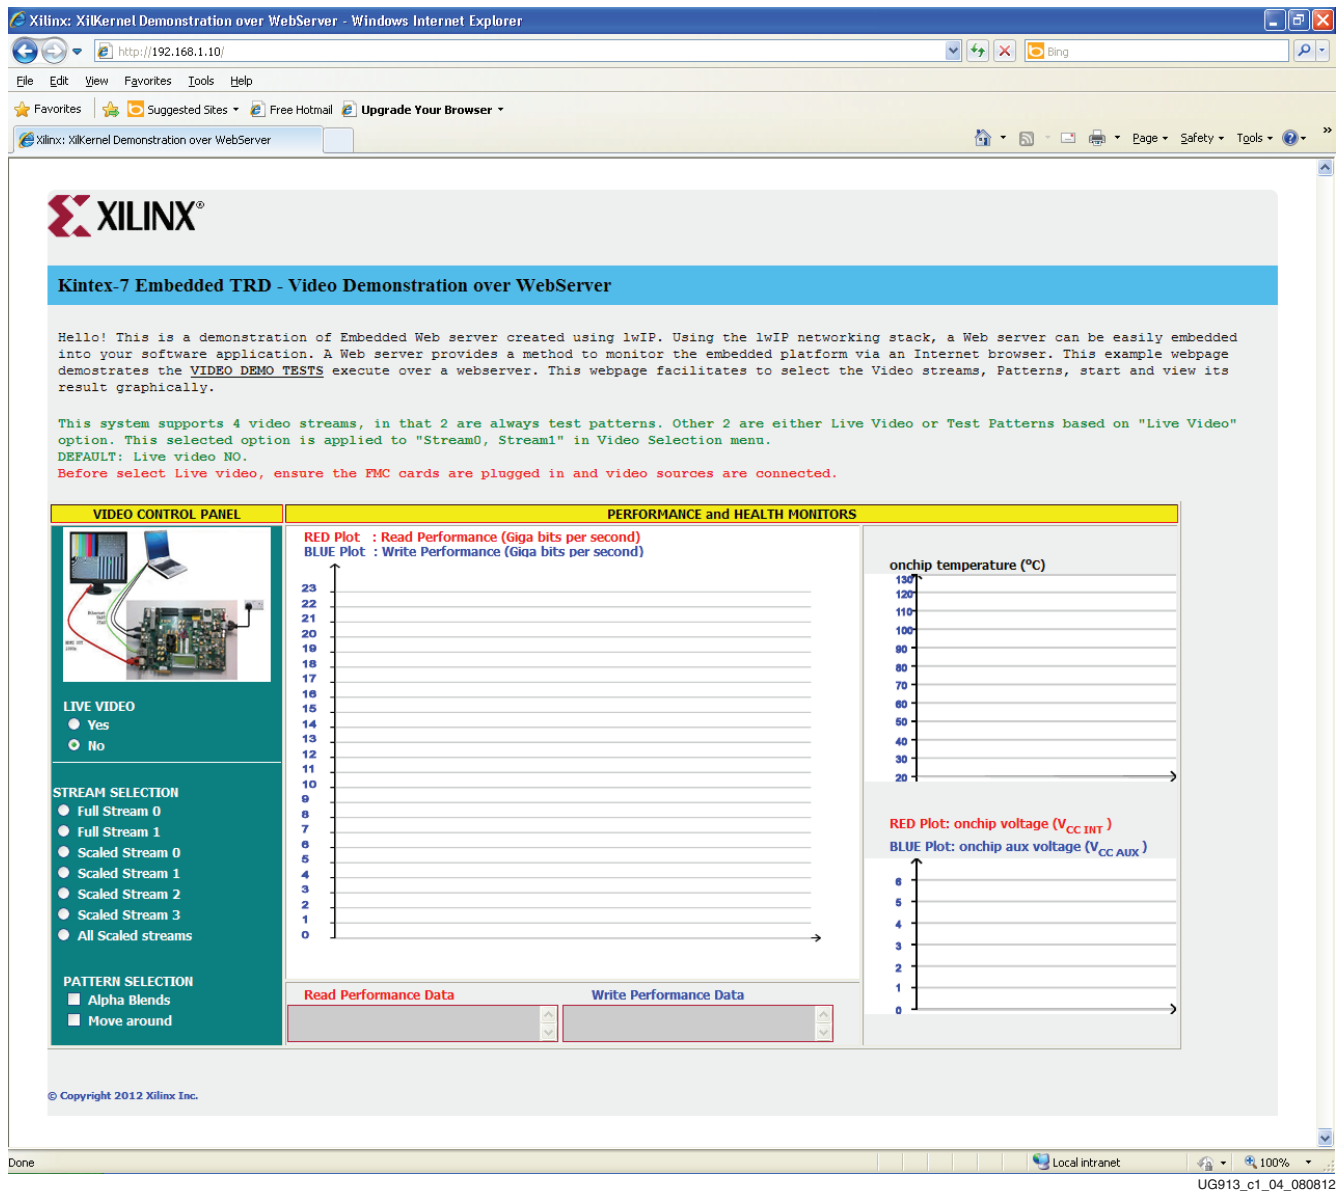 Xilinx: XilKernel Demonstration over WebServer - Windows Internet Explorer
http://192.168.1.10/
Bing
File Edit View Favorites Tools Help
Favorites Suggested Sites Free Hotmail Upgrade Your Browser
Xilinx: XilKernel Demonstration over WebServer
Page Safety Tools
XILINX®
Kintex-7 Embedded TRD - Video Demonstration over WebServer
Hello! This is a demonstration of Embedded Web server created using lwIP. Using the lwIP networking stack, a Web server can be easily embedded
into your software application. A Web server provides a method to monitor the embedded platform via an Internet browser. This example webpage
demostrates the VIDEO DEMO TESTS execute over a webserver. This webpage facilitates to select the Video streams, Patterns, start and view its
result graphically.
This system supports 4 video streams, in that 2 are always test patterns. Other 2 are either Live Video or Test Patterns based on "Live Video"
option. This selected option is applied to "Stream0, Stream1" in Video Selection menu.
DEFAULT: Live video NO.
Before select Live video, ensure the FMC cards are plugged in and video sources are connected.
VIDEO CONTROL PANEL
LIVE VIDEO
Yes
No
STREAM SELECTION
Full Stream 0
Full Stream 1
Scaled Stream 0
Scaled Stream 1
Scaled Stream 2
Scaled Stream 3
All Scaled streams
PATTERN SELECTION
Alpha Blends
Move around
PERFORMANCE and HEALTH MONITORS
RED Plot : Read Performance (Giga bits per second)
BLUE Plot : Write Performance (Giga bits per second)
23
22
21
20
19
18
17
16
15
14
13
12
11
10
9
8
7
6
5
4
3
2
1
0
Read Performance Data
Write Performance Data
onchip temperature (°C)
130
120
110
100
90
80
70
60
50
40
30
20
RED Plot: onchip voltage (VCC INT )
BLUE Plot: onchip aux voltage (VCC AUX )
6
5
4
3
2
1
0
© Copyright 2012 Xilinx Inc.
Done
Local intranet
100%
UG913_c1_04_080812